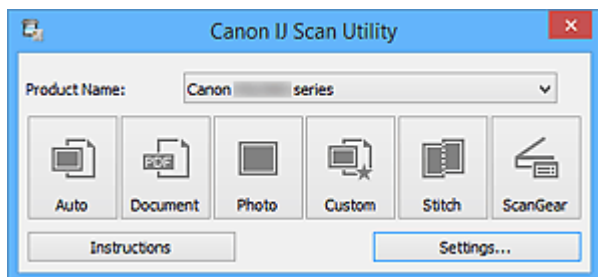 Canon IJ Scan Utility
Product Name: Canon series
PDF
Auto Document Photo Custom Stitch ScanGear
Instructions Settings...